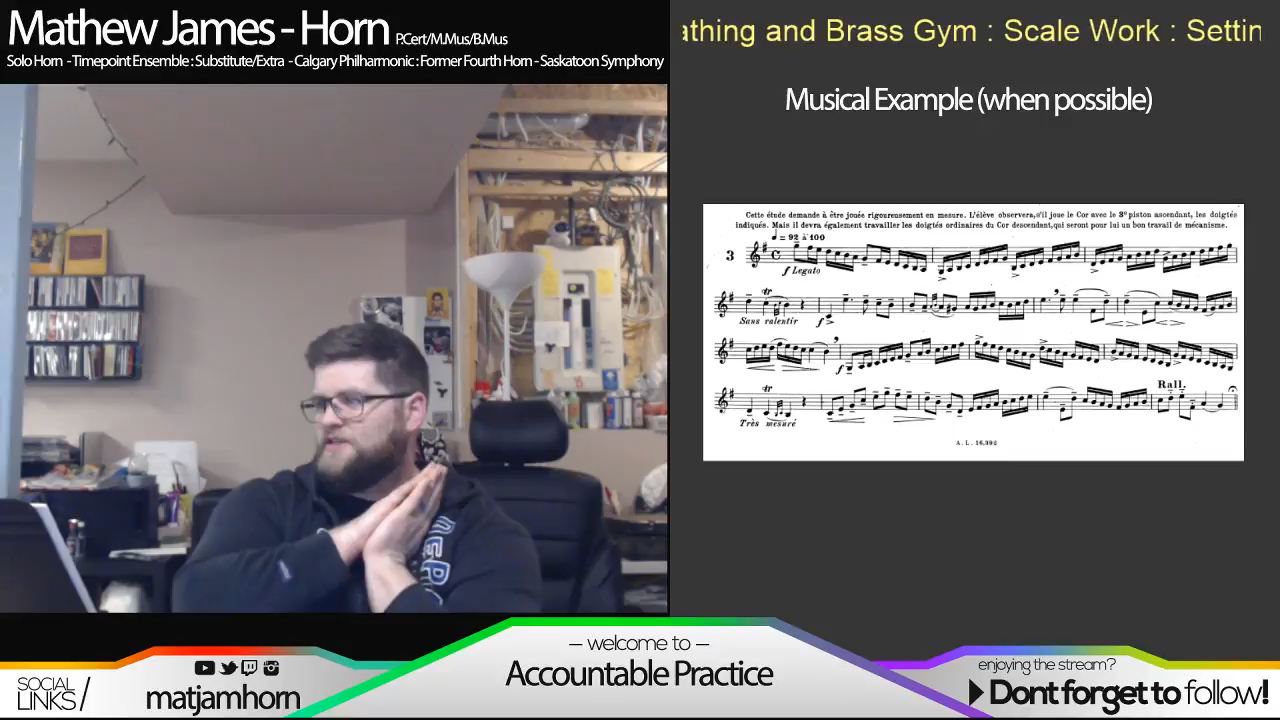 Mathew James - Horn P.Cert/M.Mus/B.Mus
Solo Horn - Timepoint Ensemble : Substitute/Extra - Calgary Philharmonic : Former Fourth Horn - Saskatoon Symphony
athing and Brass Gym : Scale Work : Settin
Musical Example (when possible)
Cette étude demande à être jouée rigoureusement en mesure. L'élève observera, s'il joue le Cor avec le 3º piston ascendant, les doigtés
indiqués. Mais il devra également travailler les doigtés ordinaires du Cor descendant, qui seront pour lui un bon travail de mécanisme.
♩ = 92 à 100
3
f Legato
tr
Sans ralentir f
f
tr
Rall.
Très mesuré
A. L. 16,392
— welcome to —
Accountable Practice
SOCIAL
LINKS /
matjamhorn
enjoying the stream?
Dont forget to follow!